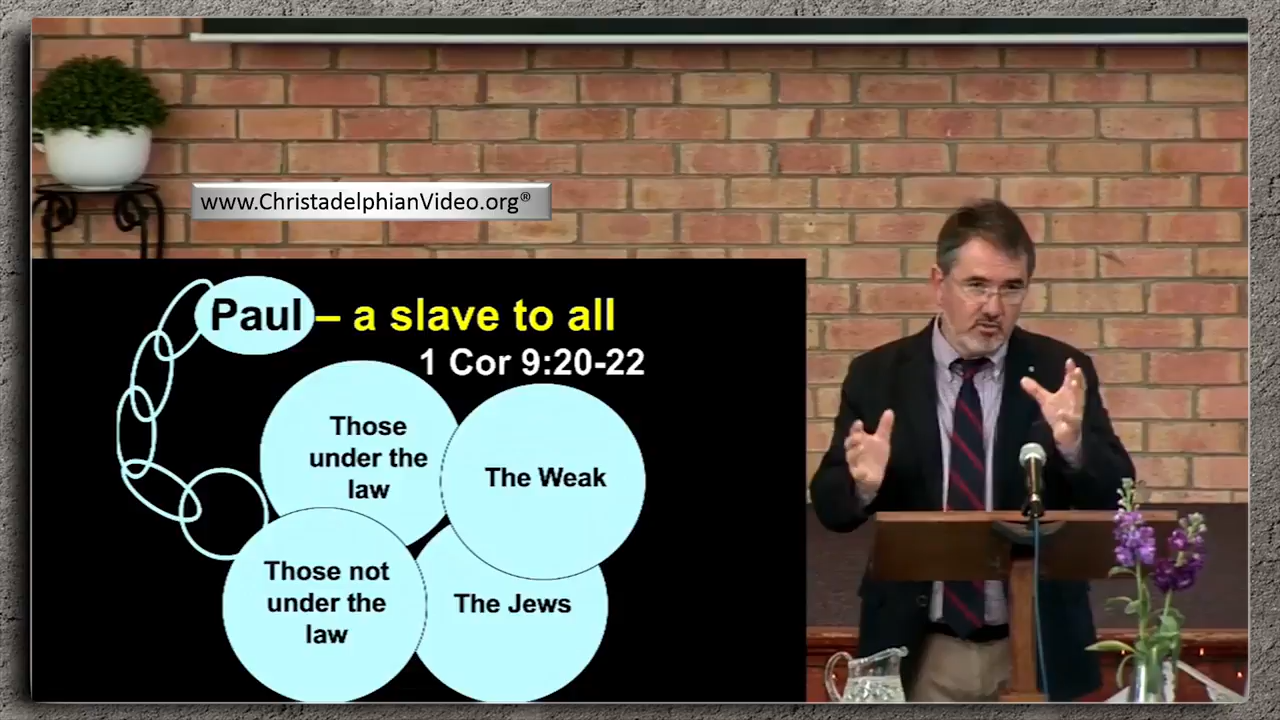 www.ChristadelphianVideo.org®
Paul – a slave to all
1 Cor 9:20-22
Those
under the
law
The Weak
Those not
under the
law
The Jews